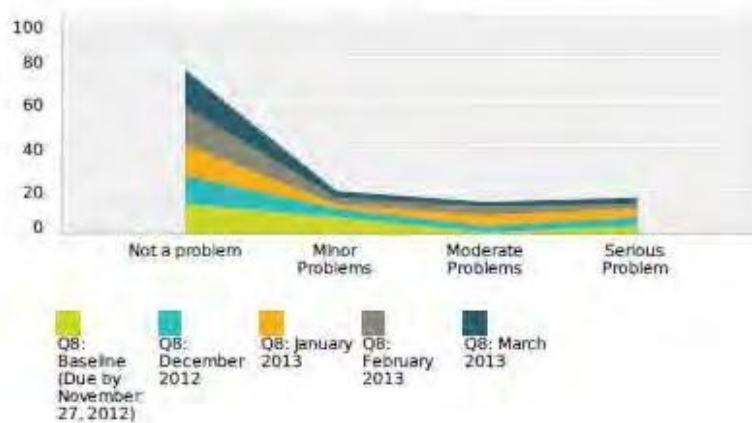 100
80
60
40
20
0
Not a problem
Minor
Problems
Moderate
Problems
Serious
Problem
Q8:
Baseline
(Due by
November
27, 2012)
Q8:
December
2012
Q8: January
2013
Q8:
February
2013
Q8: March
2013